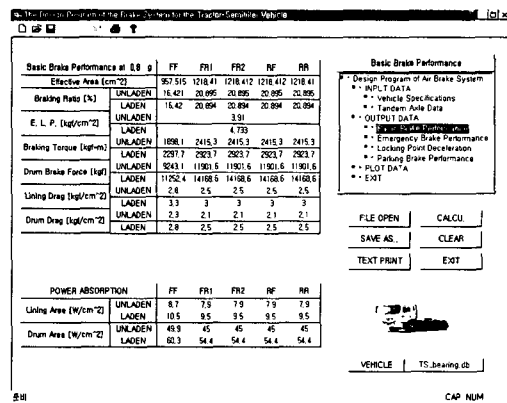 The Design Program of the Brake System for the Tractor-Semitrailer Vehicle
Basic Brake Performance at 0,8 g FF FR1 FR2 RF RR
Effective Area [cm^2] 957,515 1218,41 1218,412 1218,412 1218,41
Braking Ratio [%] UNLADEN 16,421 20,895 20,895 20,895 20,895
LADEN 16,42 20,894 20,894 20,894 20,894
E, L, P, [kgf/cm^2] UNLADEN 3,91
LADEN 4,733
Braking Torque [kgf-m] UNLADEN 1898,1 2415,3 2415,3 2415,3 2415,3
LADEN 2297,7 2923,7 2923,7 2923,7 2923,7
Drum Brake Force [kgf] UNLADEN 9243,1 11901,6 11901,6 11901,6 11901,6
LADEN 11252,4 14168,6 14168,6 14168,6 14168,6
Lining Drag [kgf/cm^2] UNLADEN 2,8 2,5 2,5 2,5 2,5
LADEN 3,3 3 3 3 3
Drum Drag [kgf/cm^2] UNLADEN 2,3 2,1 2,1 2,1 2,1
LADEN 2,8 2,5 2,5 2,5 2,5
POWER ABSORPTION FF FR1 FR2 RF RR
Lining Area [W/cm^2] UNLADEN 8,7 7,9 7,9 7,9 7,9
LADEN 10,5 9,5 9,5 9,5 9,5
Drum Area [W/cm^2] UNLADEN 49,9 45 45 45 45
LADEN 60,3 54,4 54,4 54,4 54,4
Basic Brake Performance
Design Program of Air Brake System
INPUT DATA
Vehicle Specifications
Tandem Axle Data
OUTPUT DATA
Basic Brake Performance
Emergency Brake Performance
Locking Point Deceleration
Parking Brake Performance
PLOT DATA
EXIT
FILE OPEN CALCU.
SAVE AS.. CLEAR
TEXT PRINT EXIT
VEHICLE TS_bearing.db
준비 CAP NUM